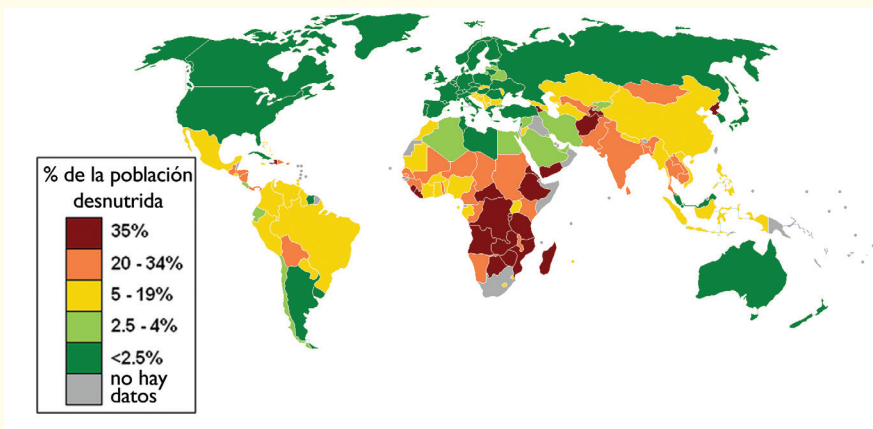 % de la población
desnutrida
35%
20 - 34%
5 - 19%
2.5 - 4%
<2.5%
no hay
datos